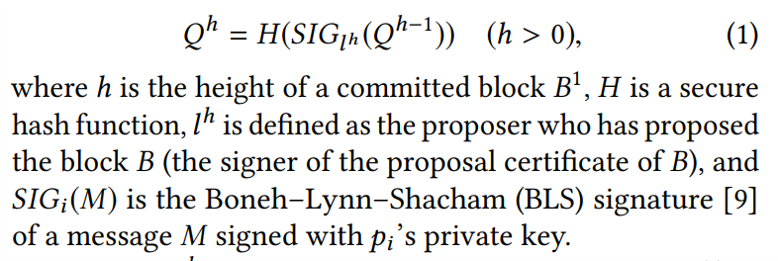 Q^h = H(SIG_{l^h}(Q^{h−1})) (h > 0), (1)
where h is the height of a committed block B¹, H is a secure
hash function, l^h is defined as the proposer who has proposed
the block B (the signer of the proposal certificate of B), and
SIG_i(M) is the Boneh–Lynn–Shacham (BLS) signature [9]
of a message M signed with p_i's private key.